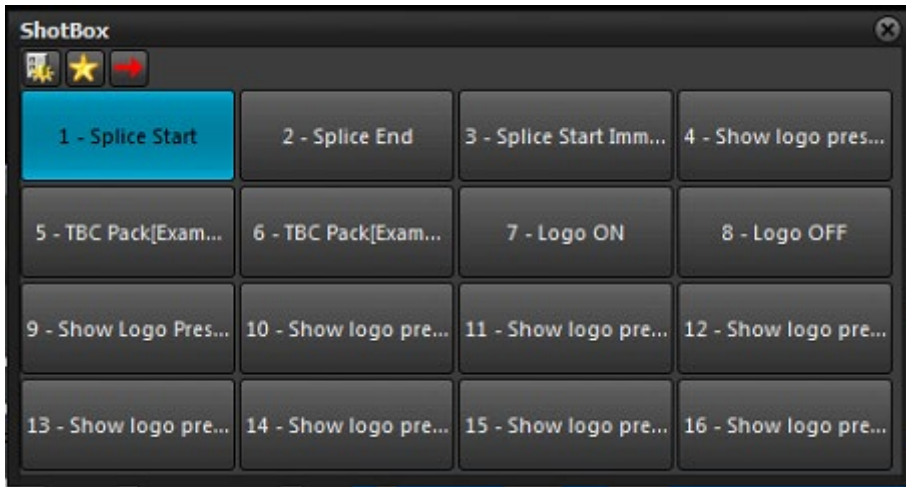 ShotBox
1 - Splice Start
2 - Splice End
3 - Splice Start Imm...
4 - Show logo pres...
5 - TBC Pack[Exam...
6 - TBC Pack[Exam...
7 - Logo ON
8 - Logo OFF
9 - Show Logo Pres...
10 - Show logo pre...
11 - Show logo pre...
12 - Show logo pre...
13 - Show logo pre...
14 - Show logo pre...
15 - Show logo pre...
16 - Show logo pre...